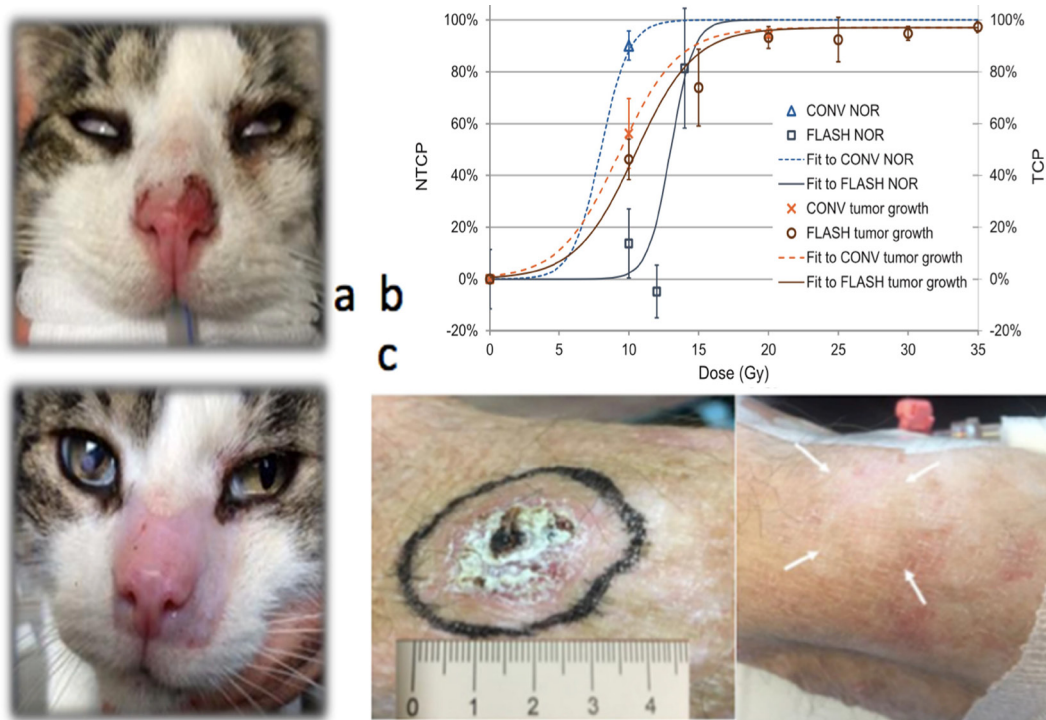 a b
c
100%
80%
60%
40%
20%
0%
-20%
NTCP
100%
80%
60%
40%
20%
0%
-20%
TCP
CONV NOR
FLASH NOR
Fit to CONV NOR
Fit to FLASH NOR
CONV tumor growth
FLASH tumor growth
Fit to CONV tumor growth
Fit to FLASH tumor growth
0 5 10 15 20 25 30 35
Dose (Gy)
0 1 2 3 4